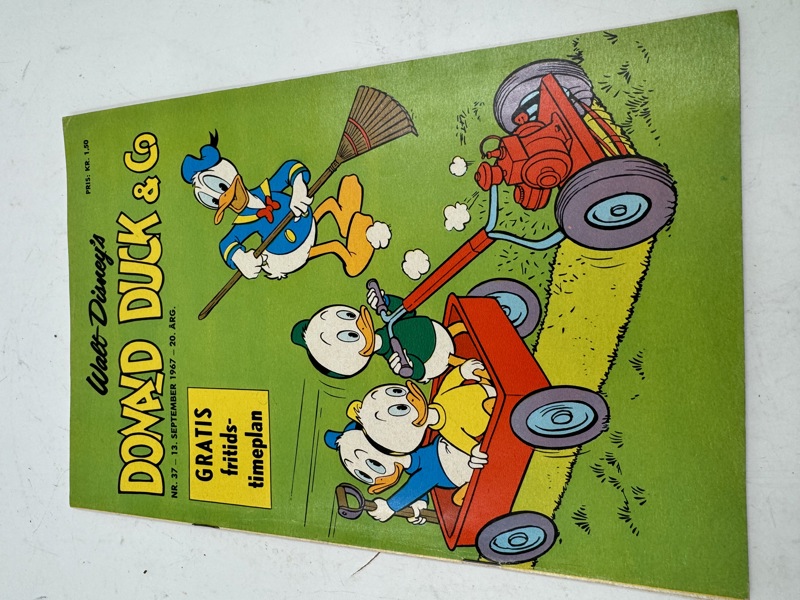 Walt Disney's
DONALD DUCK & Co
PRIS: KR. 1,50
NR. 37 – 13. SEPTEMBER 1967 – 20. ÅRG.
GRATIS
fritids-
timeplan